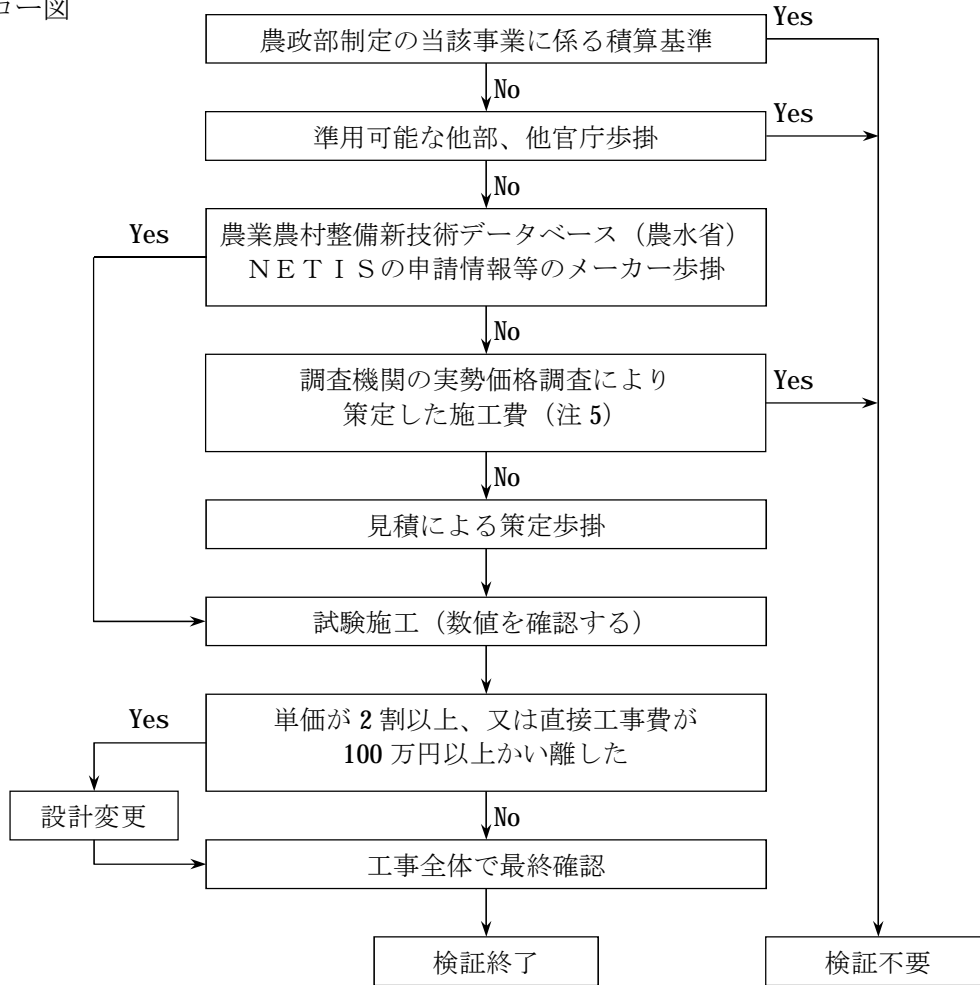 ロー図
Yes
農政部制定の当該事業に係る積算基準
No
Yes
準用可能な他部、他官庁歩掛
No
Yes
農業農村整備新技術データベース（農水省）
ＮＥＴＩＳの申請情報等のメーカー歩掛
No
調査機関の実勢価格調査により
Yes
策定した施工費（注 5）
No
見積による策定歩掛
試験施工（数値を確認する）
Yes
単価が 2 割以上、又は直接工事費が
100 万円以上かい離した
設計変更
No
工事全体で最終確認
検証終了
検証不要